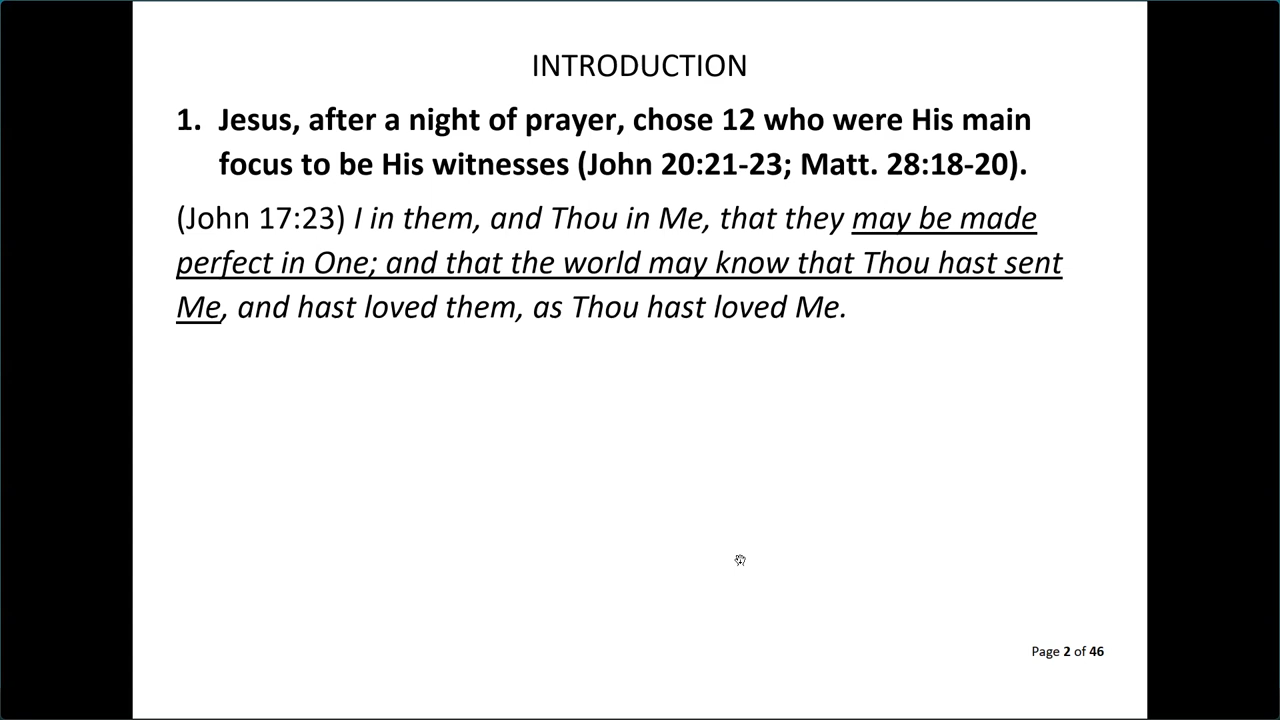 INTRODUCTION
1. Jesus, after a night of prayer, chose 12 who were His main
focus to be His witnesses (John 20:21-23; Matt. 28:18-20).
(John 17:23) I in them, and Thou in Me, that they may be made
perfect in One; and that the world may know that Thou hast sent
Me, and hast loved them, as Thou hast loved Me.
Page 2 of 46